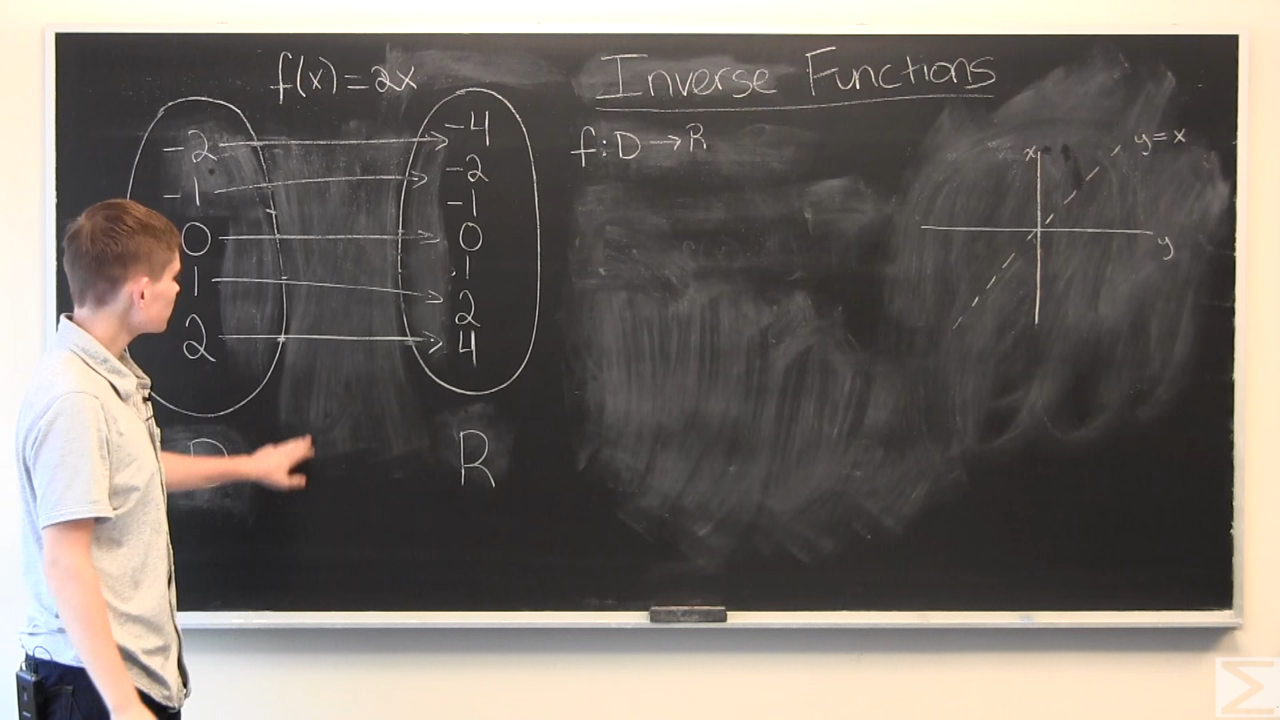 f(x)=2x
-2
-1
0
1
2
-4
-2
-1
0
1
2
4
D
R
Inverse Functions
f:D→R
x
y=x
y
Σ